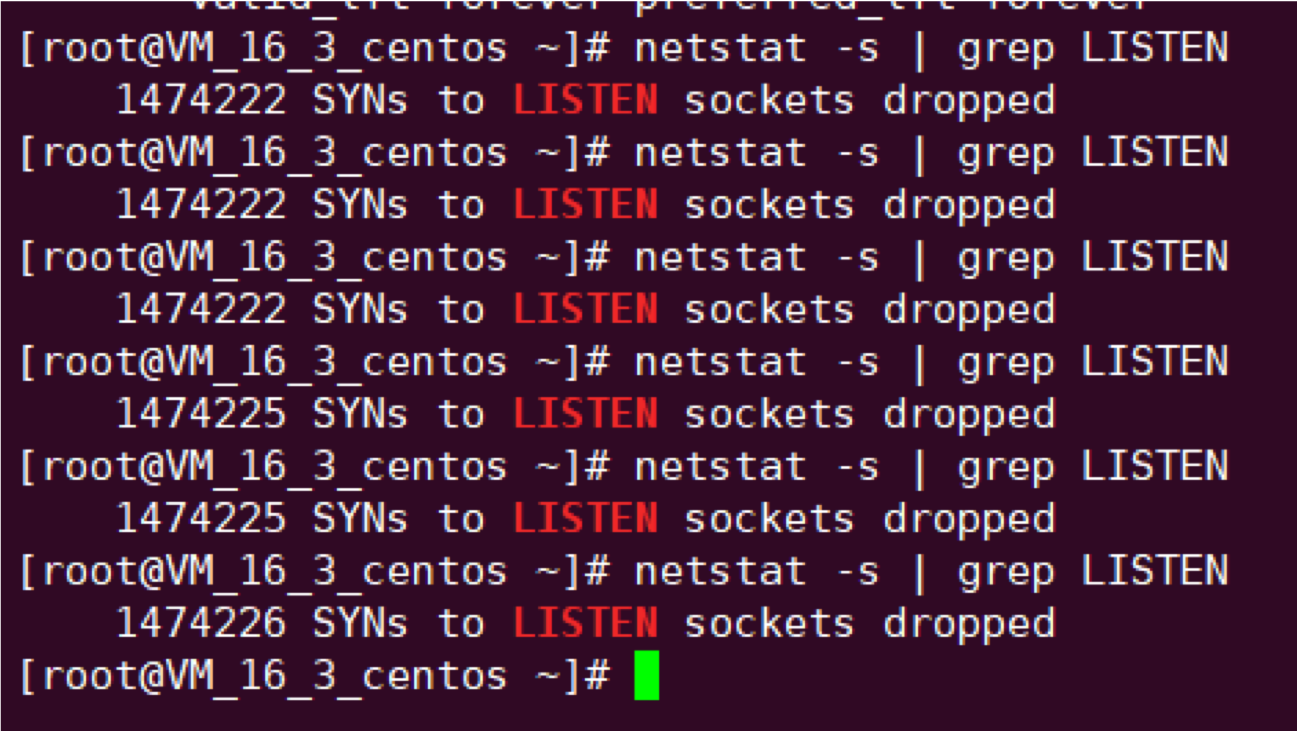 valid_lft forever preferred_lft forever
[root@VM_16_3_centos ~]# netstat -s | grep LISTEN
    1474222 SYNs to LISTEN sockets dropped
[root@VM_16_3_centos ~]# netstat -s | grep LISTEN
    1474222 SYNs to LISTEN sockets dropped
[root@VM_16_3_centos ~]# netstat -s | grep LISTEN
    1474222 SYNs to LISTEN sockets dropped
[root@VM_16_3_centos ~]# netstat -s | grep LISTEN
    1474225 SYNs to LISTEN sockets dropped
[root@VM_16_3_centos ~]# netstat -s | grep LISTEN
    1474225 SYNs to LISTEN sockets dropped
[root@VM_16_3_centos ~]# netstat -s | grep LISTEN
    1474226 SYNs to LISTEN sockets dropped
[root@VM_16_3_centos ~]#